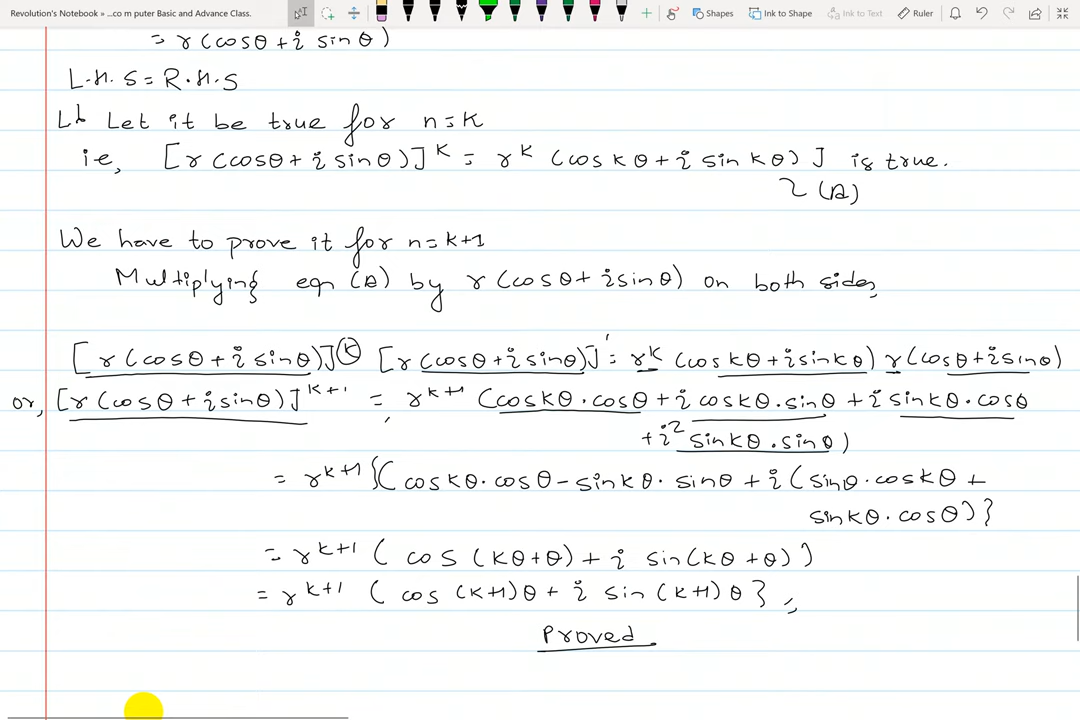 Revolution's Notebook » ...co m puter Basic and Advance Class.
Shapes Ink to Shape Ink to Text Ruler
= r (cosθ + i sin θ)
L.H.S = R.H.S
Let it be true for n = k
ie, [r (cosθ + i sinθ)]^k = r^k (cos kθ + i sin kθ) ] is true.
(A)
We have to prove it for n = k+1
Multiplying eqn (A) by r (cosθ + i sinθ) on both sides,
[r (cosθ + i sinθ)]^k [r (cosθ + i sinθ)]^1 = r^k (cos kθ + i sin kθ) r (cosθ + i sinθ)
or, [r (cosθ + i sinθ)]^k+1 = r^k+1 (cos kθ . cosθ + i cos kθ . sinθ + i sin kθ . cosθ
+ i^2 sin kθ . sinθ)
= r^k+1 {( cos kθ . cosθ - sin kθ . sinθ + i (sinθ . cos kθ +
sin kθ . cosθ)}
= r^k+1 ( cos (kθ + θ) + i sin (kθ + θ))
= r^k+1 ( cos (k+1) θ + i sin (k+1) θ },
Proved.